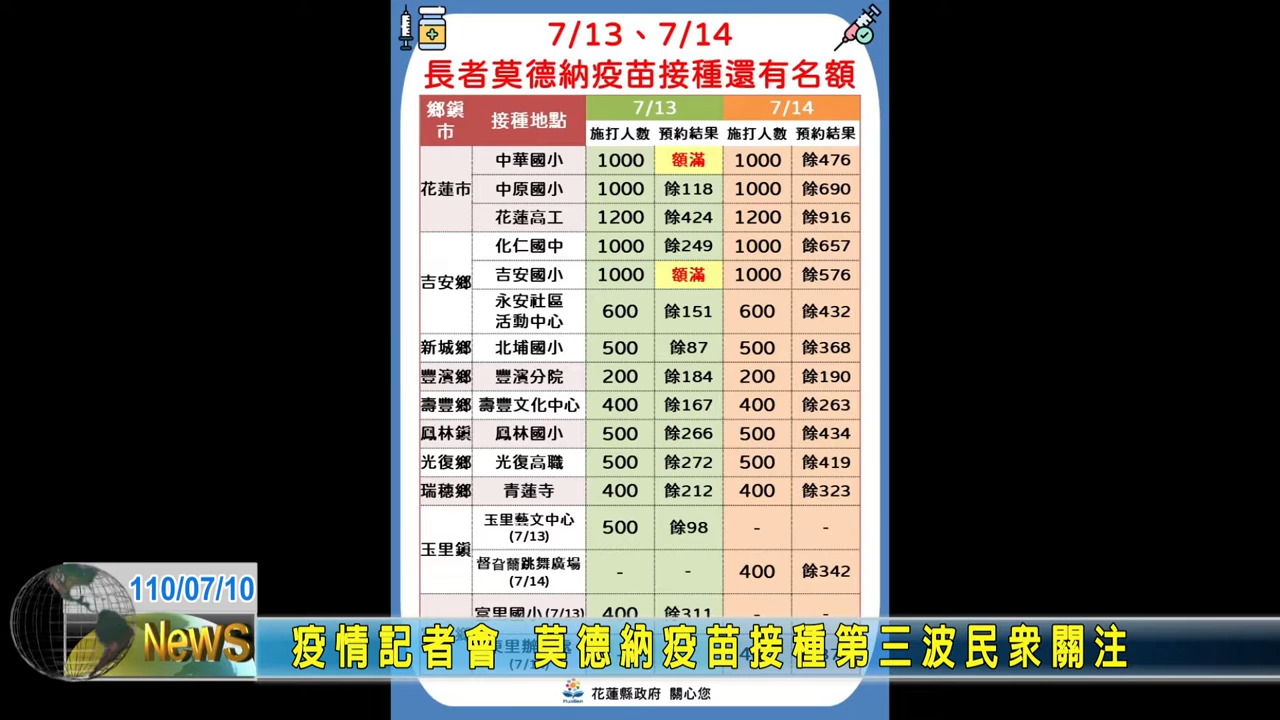 7/13、7/14
長者莫德納疫苗接種還有名額
鄉鎮市 接種地點 7/13 7/14
施打人數 預約結果 施打人數 預約結果
花蓮市 中華國小 1000 額滿 1000 餘476
中原國小 1000 餘118 1000 餘690
花蓮高工 1200 餘424 1200 餘916
吉安鄉 化仁國中 1000 餘249 1000 餘657
吉安國小 1000 額滿 1000 餘576
永安社區活動中心 600 餘151 600 餘432
新城鄉 北埔國小 500 餘87 500 餘368
豐濱鄉 豐濱分院 200 餘184 200 餘190
壽豐鄉 壽豐文化中心 400 餘167 400 餘263
鳳林鎮 鳳林國小 500 餘266 500 餘434
光復鄉 光復高職 500 餘272 500 餘419
瑞穗鄉 青蓮寺 400 餘212 400 餘323
玉里鎮 玉里藝文中心(7/13) 500 餘98 - -
督旮薾跳舞廣場(7/14) - - 400 餘342
富里國小(7/13) 400 餘311 - -
110/07/10
NewS
疫情記者會 莫德納疫苗接種第三波民眾關注
花蓮縣政府 關心您